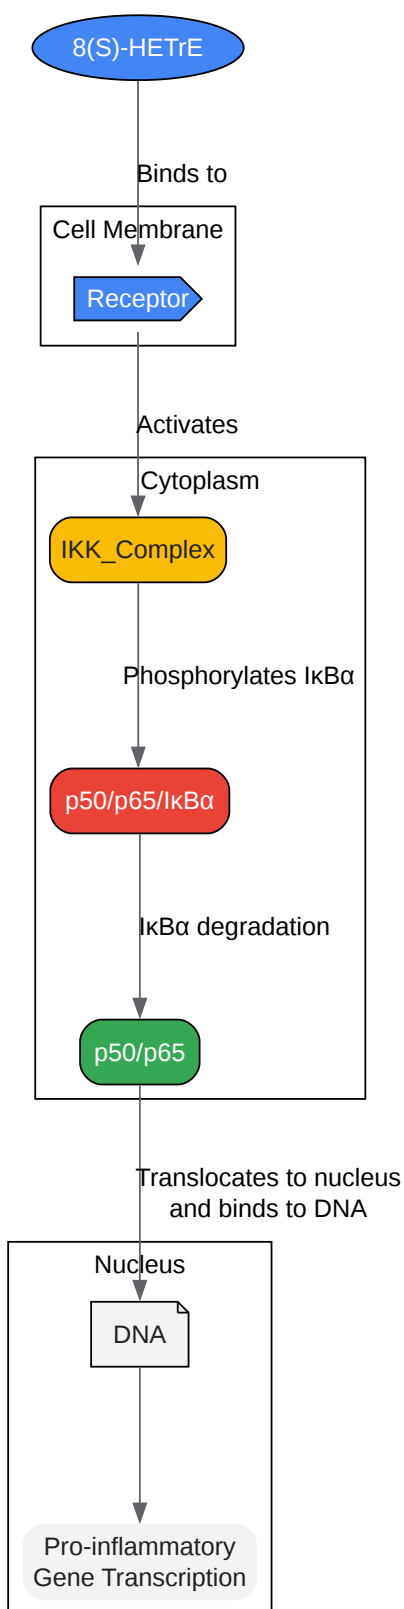 8(S)-HETrE
Binds to
Cell Membrane
Receptor
Activates
Cytoplasm
IKK_Complex
Phosphorylates IκBα
p50/p65/IκBα
IκBα degradation
p50/p65
Translocates to nucleus
and binds to DNA
Nucleus
DNA
Pro-inflammatory
Gene Transcription